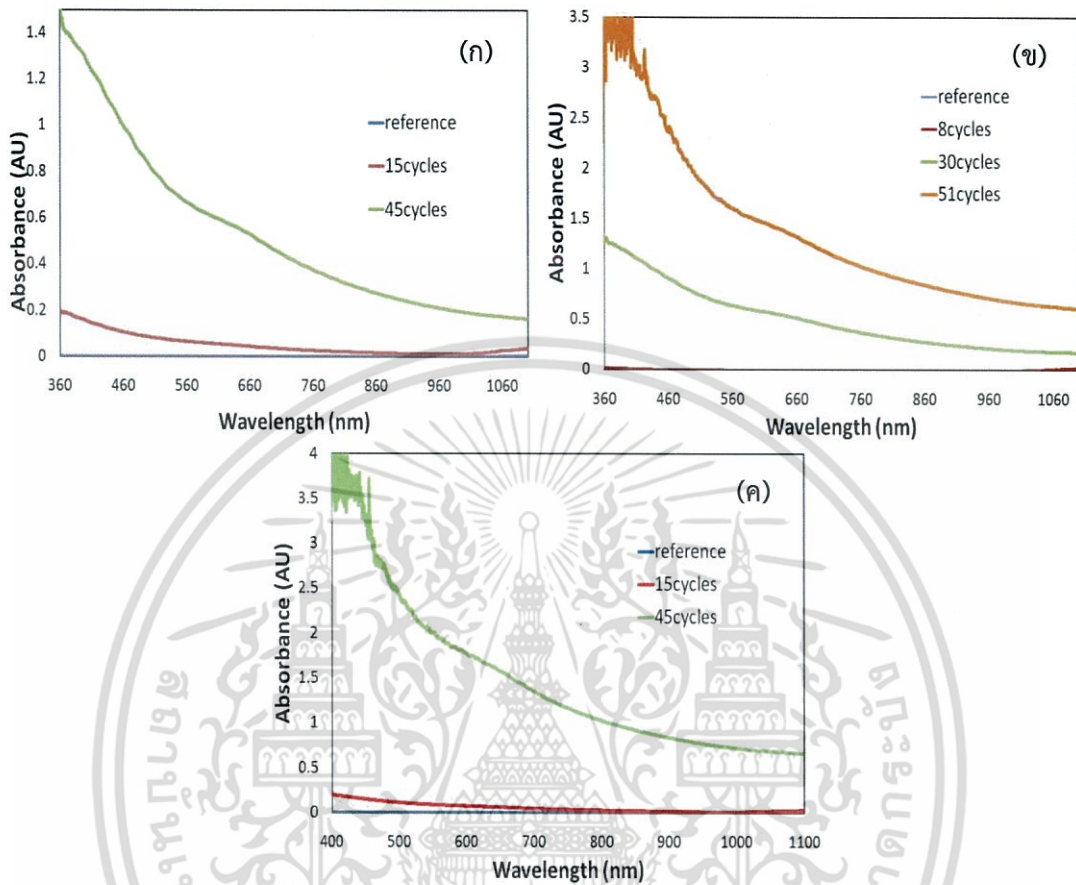 (ก)
1.4
1.2
1
0.8
0.6
0.4
0.2
0
Absorbance (AU)
reference
15cycles
45cycles
360 460 560 660 760 860 960 1060
Wavelength (nm)
(ข)
3.5
3
2.5
2
1.5
1
0.5
0
Absorbance (AU)
reference
8cycles
30cycles
51cycles
360 460 560 660 760 860 960 1060
Wavelength (nm)
(ค)
4
3.5
3
2.5
2
1.5
1
0.5
0
Absorbance (AU)
reference
15cycles
45cycles
400 500 600 700 800 900 1000 1100
Wavelength (nm)